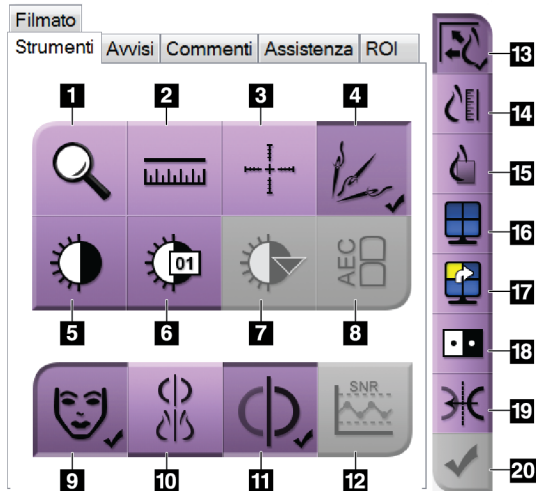 Filmato
Strumenti Avvisi Commenti Assistenza ROI
1 2 3 4
01
AEC
5 6 7 8
SNR
9 10 11 12
13
14
15
16
17
18
19
20